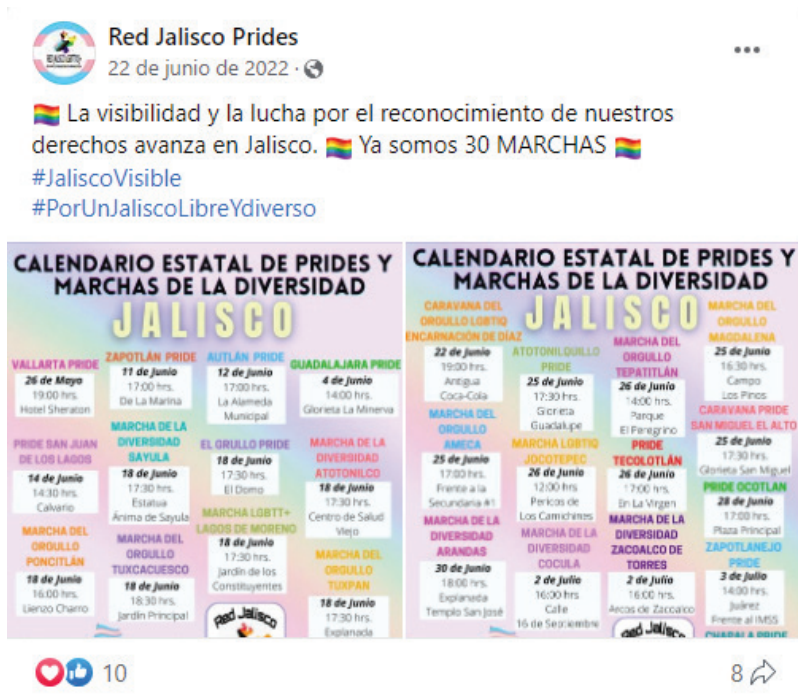 Red Jalisco Prides
22 de junio de 2022 ·
La visibilidad y la lucha por el reconocimiento de nuestros
derechos avanza en Jalisco. Ya somos 30 MARCHAS
#JaliscoVisible
#PorUnJaliscoLibreYdiverso
CALENDARIO ESTATAL DE PRIDES Y
MARCHAS DE LA DIVERSIDAD
JALISCO
VALLARTA PRIDE
26 de Mayo
19:00 hrs.
Hotel Sheraton
ZAPOTLÁN PRIDE
11 de Junio
17:00 hrs.
De La Marina
AUTLÁN PRIDE
12 de Junio
17:00 hrs.
La Alameda
Municipal
GUADALAJARA PRIDE
4 de Junio
14:00 hrs.
Glorieta La Minerva
PRIDE SAN JUAN
DE LOS LAGOS
14 de Junio
14:30 hrs.
Calvario
MARCHA DE LA
DIVERSIDAD
SAYULA
18 de Junio
17:30 hrs.
Estatua
Ánima de Sayula
EL GRULLO PRIDE
18 de Junio
17:30 hrs.
El Domo
MARCHA DE LA
DIVERSIDAD
ATOTONILCO
18 de Junio
17:30 hrs.
Centro de Salud
Viejo
MARCHA DEL
ORGULLO
PONCITLÁN
18 de Junio
16:00 hrs.
Lienzo Charro
MARCHA DEL
ORGULLO
TUXCACUESCO
18 de Junio
18:30 hrs.
Jardín Principal
MARCHA LGBTT+
LAGOS DE MORENO
18 de Junio
17:30 hrs.
Jardín de los
Constituyentes
MARCHA DEL
ORGULLO
TUXPAN
18 de Junio
17:30 hrs.
Explanada
Red Jalisco
CALENDARIO ESTATAL DE PRIDES Y
MARCHAS DE LA DIVERSIDAD
JALISCO
CARAVANA DEL
ORGULLO LGBTIQ
ENCARNACIÓN DE DÍAZ
22 de Junio
19:00 hrs.
Antigua
Coca-Cola
ATOTONILQUILLO
PRIDE
25 de Junio
17:30 hrs.
Glorieta
Guadalupe
MARCHA DEL
ORGULLO
TEPATITLÁN
26 de Junio
14:00 hrs.
Parque
El Peregrino
MARCHA DEL
ORGULLO
MAGDALENA
25 de Junio
16:30 hrs.
Campo
Los Pinos
MARCHA DEL
ORGULLO
AMECA
25 de Junio
17:00 hrs.
Frente a la
Secundaria #1
MARCHA LGBTIQ
JOCOTEPEC
26 de Junio
12:00 hrs.
Pericos de
Los Camichines
PRIDE
TECOLOTLÁN
26 de Junio
17:00 hrs.
En La Virgen
CARAVANA PRIDE
SAN MIGUEL EL ALTO
25 de Junio
17:30 hrs.
Glorieta San Miguel
PRIDE OCOTLAN
28 de Junio
17:00 hrs.
Plaza Principal
MARCHA DE LA
DIVERSIDAD
ARANDAS
30 de Junio
18:00 hrs.
Explanada
Templo San José
MARCHA DE LA
DIVERSIDAD
COCULA
2 de Julio
16:00 hrs
Calle
16 de Septiembre
MARCHA DE LA
DIVERSIDAD
ZACOALCO DE
TORRES
2 de Julio
16:00 hrs.
Arcos de Zacoalco
ZAPOTLANEJO
PRIDE
3 de Julio
14:00 hrs.
Juárez
Frente al IMSS
CHAPALA PRIDE
Red Jalisco
10
8